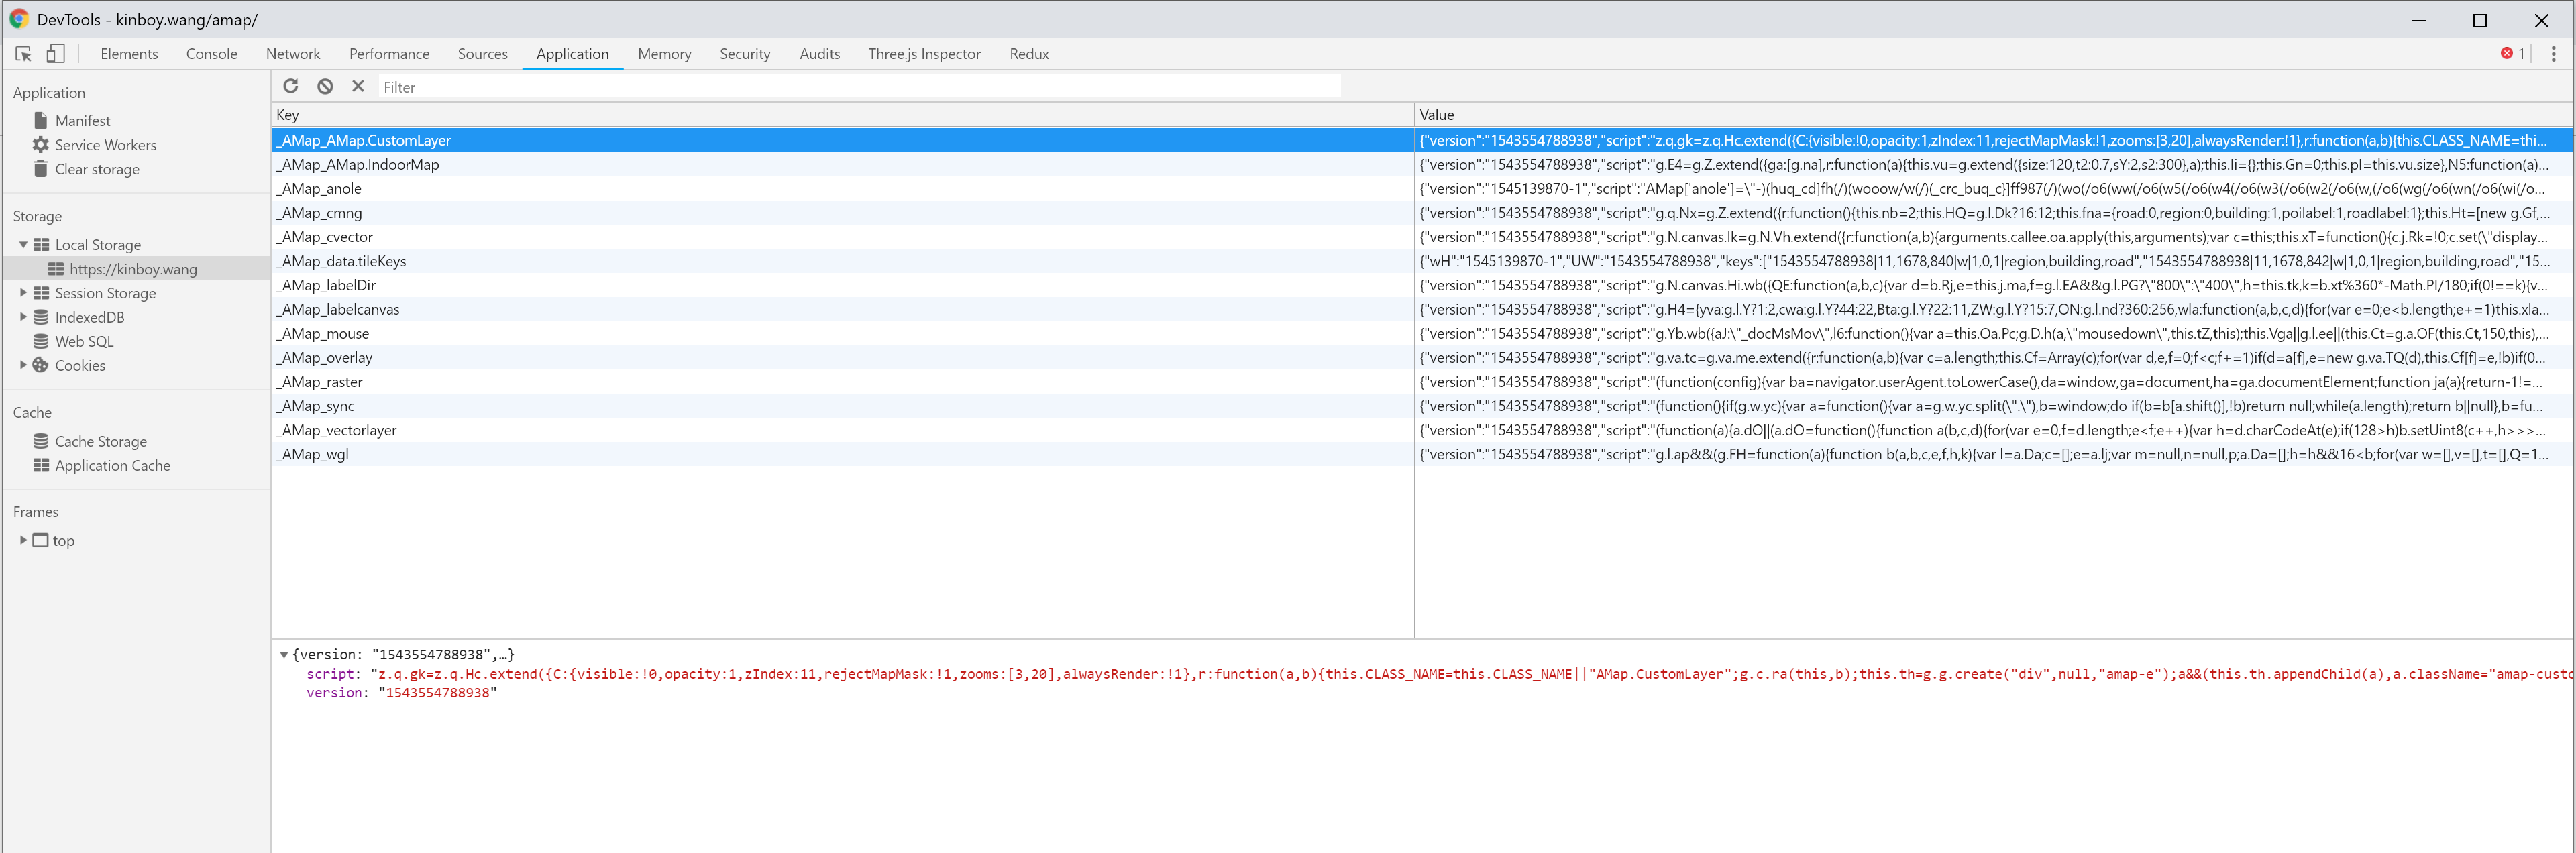 DevTools - kinboy.wang/amap/
Elements Console Network Performance Sources Application Memory Security Audits Three.js Inspector Redux 1
Application
Manifest
Service Workers
Clear storage
Storage
Local Storage
https://kinboy.wang
Session Storage
IndexedDB
Web SQL
Cookies
Cache
Cache Storage
Application Cache
Frames
top
Filter
Key Value
_AMap_AMap.CustomLayer {"version":"1543554788938","script":"z.q.gk=z.q.Hc.extend({C:{visible:!0,opacity:1,zIndex:11,rejectMapMask:!1,zooms:[3,20],alwaysRender:!1},r:function(a,b){this.CLASS_NAME=thi...
_AMap_AMap.IndoorMap {"version":"1543554788938","script":"g.E4=g.Z.extend({ga:[g.na],r:function(a){this.vu=g.extend({size:120,t2:0.7,sY:2,s2:300},a);this.Ii={};this.Gn=0;this.pI=this.vu.size},N5:function(a)...
_AMap_anole {"version":"1545139870-1","script":"AMap['anole']=\"-)(huq_cd]fh(/)(wooow/w(/)(_crc_buq_c}]ff987(/)(wo(/o6(ww(/o6(w5(/o6(w4(/o6(w3(/o6(w2(/o6(w,(/o6(wg(/o6(wn(/o6(wi(/o...
_AMap_cmng {"version":"1543554788938","script":"g.q.Nx=g.Z.extend({r:function(){this.nb=2;this.HQ=g.l.Dk?16:12;this.fna={road:0,region:0,building:1,poilabel:1,roadlabel:1};this.Ht=[new g.Gf,...
_AMap_cvector {"version":"1543554788938","script":"g.N.canvas.lk=g.N.Vh.extend({r:function(a,b){arguments.callee.oa.apply(this,arguments);var c=this;this.xT=function(){c.j.Rk=!0;c.set(\"display...
_AMap_data.tileKeys {"wH":"1545139870-1","UW":"1543554788938","keys":["1543554788938|11,1678,840|w|1,0,1|region,building,road","1543554788938|11,1678,842|w|1,0,1|region,building,road","15...
_AMap_labelDir {"version":"1543554788938","script":"g.N.canvas.Hi.wb({QE:function(a,b,c){var d=b.Rj,e=this.j.ma,f=g.l.EA&&g.l.PG?\"800\":\"400\",h=this.tk,k=b.xt%360*-Math.PI/180;if(0!==k){v...
_AMap_labelcanvas {"version":"1543554788938","script":"g.H4={yva:g.l.Y?1:2,cwa:g.l.Y?44:22,Bta:g.l.Y?22:11,ZW:g.l.Y?15:7,ON:g.l.nd?360:256,wla:function(a,b,c,d){for(var e=0;e<b.length;e+=1)this.xla...
_AMap_mouse {"version":"1543554788938","script":"g.Yb.wb({aJ:\"_docMsMov\",l6:function(){var a=this.Oa.Pc;g.D.h(a,\"mousedown\",this.tZ,this);this.Vga||g.l.ee||(this.Ct=g.a.OF(this.Ct,150,this),...
_AMap_overlay {"version":"1543554788938","script":"g.va.tc=g.va.me.extend({r:function(a,b){var c=a.length;this.Cf=Array(c);for(var d,e,f=0;f<c;f+=1)if(d=a[f],e=new g.va.TQ(d),this.Cf[f]=e,!b)if(0...
_AMap_raster {"version":"1543554788938","script":"(function(config){var ba=navigator.userAgent.toLowerCase(),da=window,ga=document,ha=ga.documentElement;function ja(a){return-1!=...
_AMap_sync {"version":"1543554788938","script":"(function(){if(g.w.yc){var a=function(){var a=g.w.yc.split(\".\"),b=window;do if(b=b[a.shift()],!b)return null;while(a.length);return b||null},b=fu...
_AMap_vectorlayer {"version":"1543554788938","script":"(function(a){a.dO||(a.dO=function(){function a(b,c,d){for(var e=0,f=d.length;e<f;e++){var h=d.charCodeAt(e);if(128>h)b.setUint8(c++,h>>>...
_AMap_wgl {"version":"1543554788938","script":"g.l.ap&&(g.FH=function(a){function b(a,b,c,e,f,h,k){var l=a.Da;c=[];e=a.lj;var m=null,n=null,p;a.Da=[];h=h&&16<b;for(var w=[],v=[],t=[],Q=1...
{version: "1543554788938",…}
script: "z.q.gk=z.q.Hc.extend({C:{visible:!0,opacity:1,zIndex:11,rejectMapMask:!1,zooms:[3,20],alwaysRender:!1},r:function(a,b){this.CLASS_NAME=this.CLASS_NAME||"AMap.CustomLayer";g.c.ra(this,b);this.th=g.g.create("div",null,"amap-e");a&&(this.th.appendChild(a),a.className="amap-custo
version: "1543554788938"